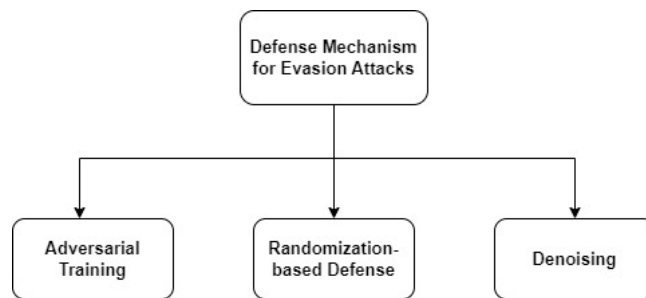 Defense Mechanism
for Evasion Attacks
Adversarial
Training
Randomization-
based Defense
Denoising